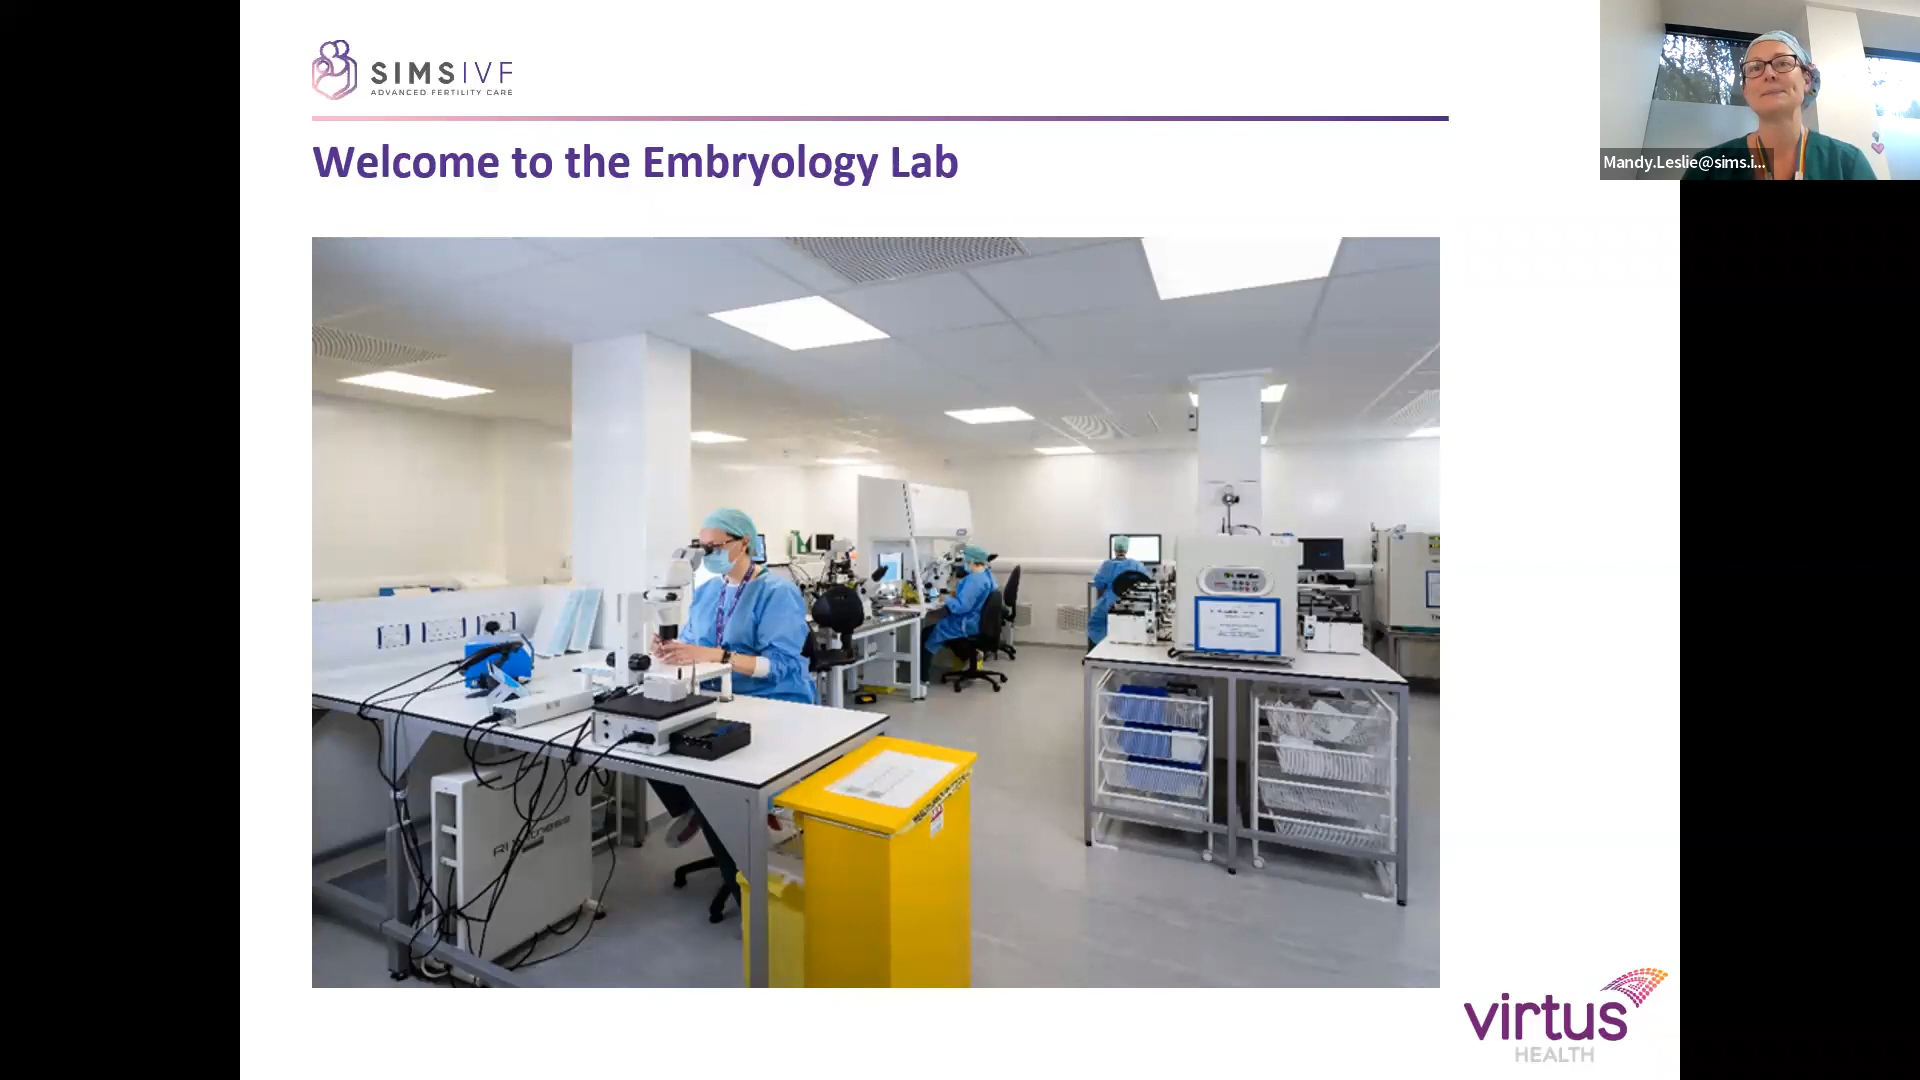 SIMSIVF
ADVANCED FERTILITY CARE
Mandy.Leslie@sims.i...
Welcome to the Embryology Lab
virtus
HEALTH